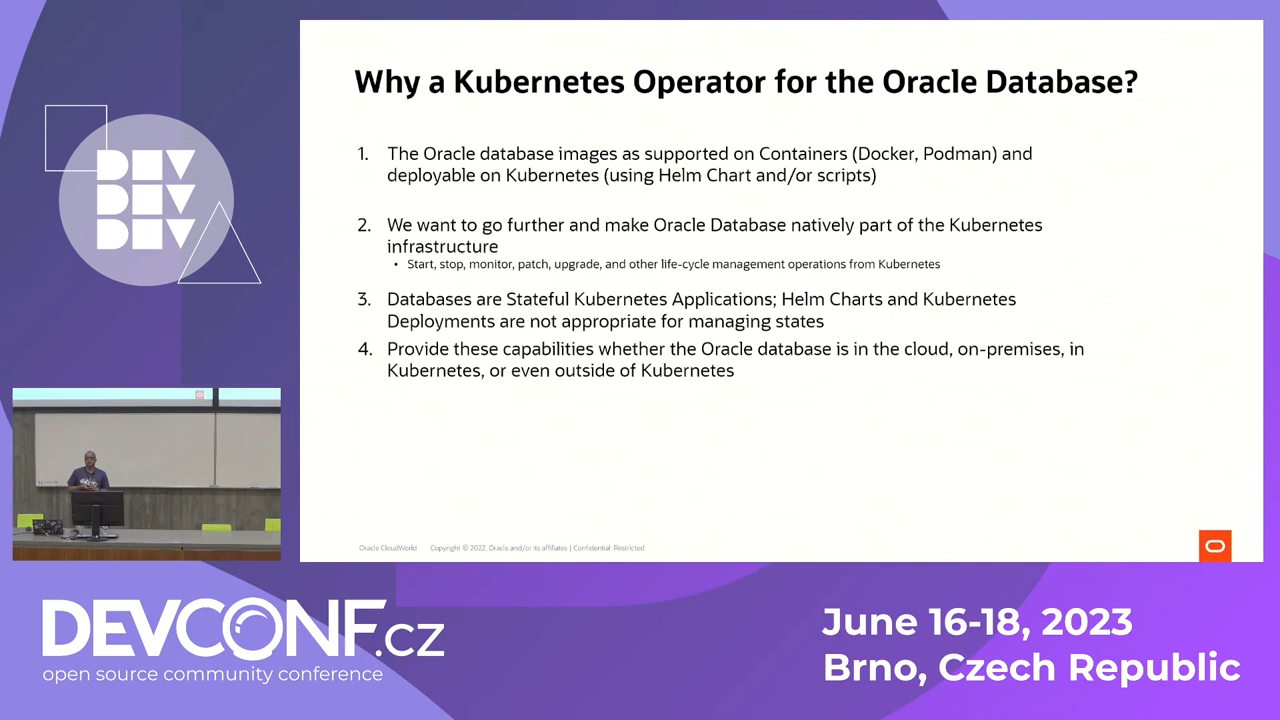 Why a Kubernetes Operator for the Oracle Database?
1. The Oracle database images as supported on Containers (Docker, Podman) and
deployable on Kubernetes (using Helm Chart and/or scripts)
2. We want to go further and make Oracle Database natively part of the Kubernetes
infrastructure
• Start, stop, monitor, patch, upgrade, and other life-cycle management operations from Kubernetes
3. Databases are Stateful Kubernetes Applications; Helm Charts and Kubernetes
Deployments are not appropriate for managing states
4. Provide these capabilities whether the Oracle database is in the cloud, on-premises, in
Kubernetes, or even outside of Kubernetes
Oracle CloudWorld Copyright © 2022, Oracle and/or its affiliates | Confidential: Restricted
DEV
DEV
DEV
DEVCONF.cz
open source community conference
June 16-18, 2023
Brno, Czech Republic